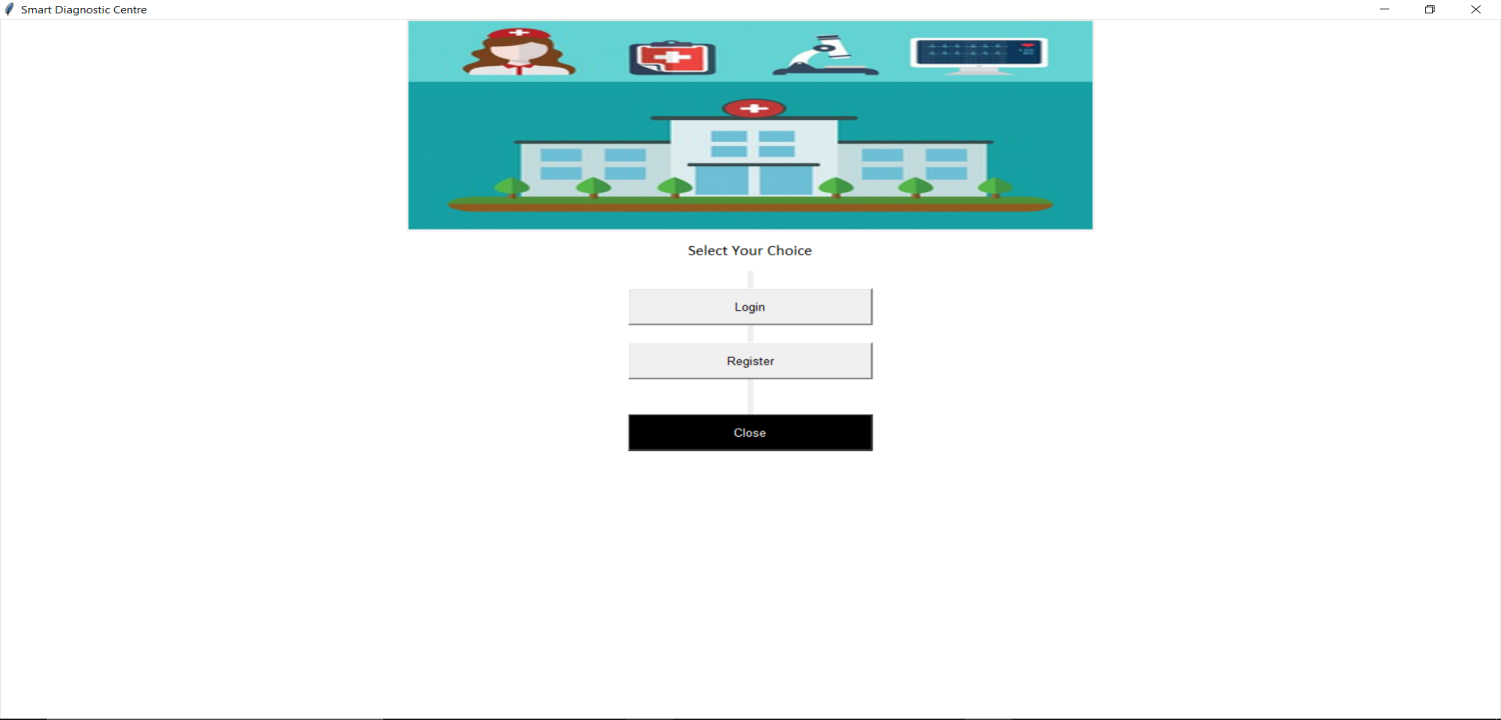 Smart Diagnostic Centre
Select Your Choice
Login
Register
Close